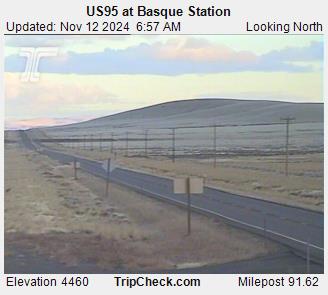 US95 at Basque Station
Updated: Nov 12 2024 6:57 AM Looking North
Elevation 4460 TripCheck.com Milepost 91.62